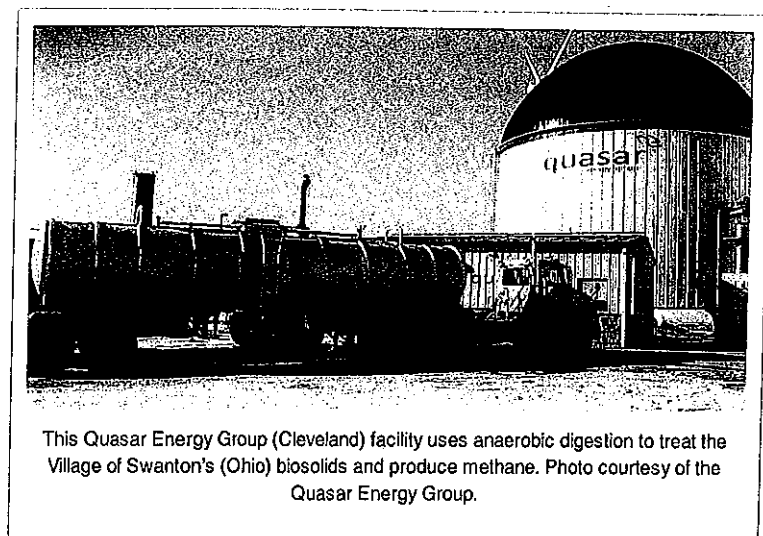 quasar
This Quasar Energy Group (Cleveland) facility uses anaerobic digestion to treat the
Village of Swanton's (Ohio) biosolids and produce methane. Photo courtesy of the
Quasar Energy Group.